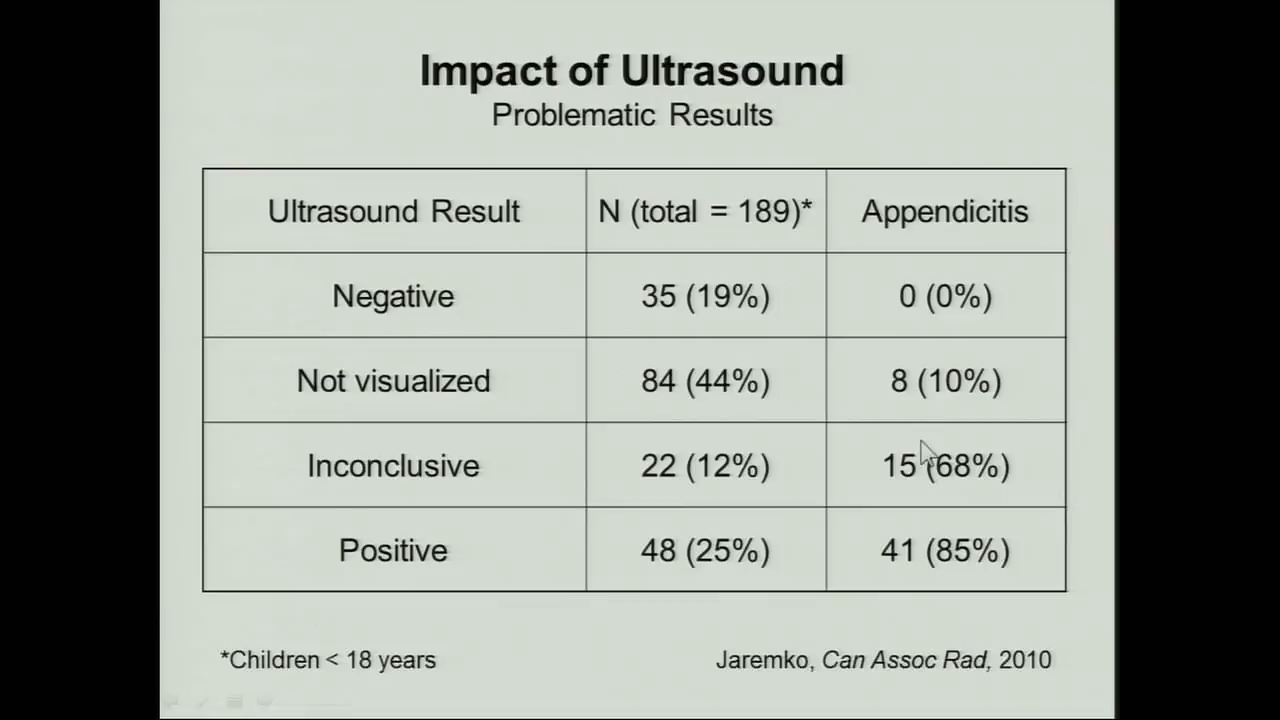 Impact of Ultrasound
Problematic Results
Ultrasound Result N (total = 189)* Appendicitis
Negative 35 (19%) 0 (0%)
Not visualized 84 (44%) 8 (10%)
Inconclusive 22 (12%) 15 (68%)
Positive 48 (25%) 41 (85%)
*Children < 18 years Jaremko, Can Assoc Rad, 2010